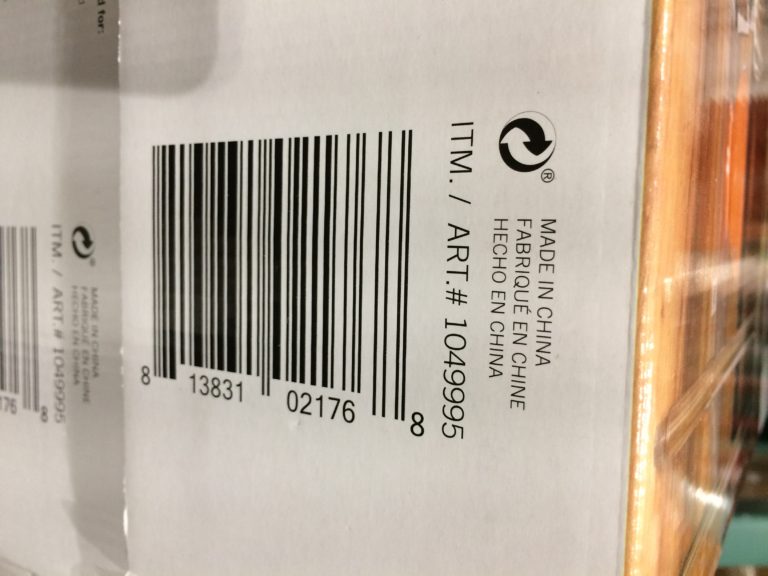 d for:
MADE IN CHINA
FABRIQUÉ EN CHINE
HECHO EN CHINA
®
ITM. / ART.# 1049995
8 13831 02176 8
MADE IN CHINA
FABRIQUÉ EN CHINE
HECHO EN CHINA
®
ITM. / ART.# 1049995
176 8